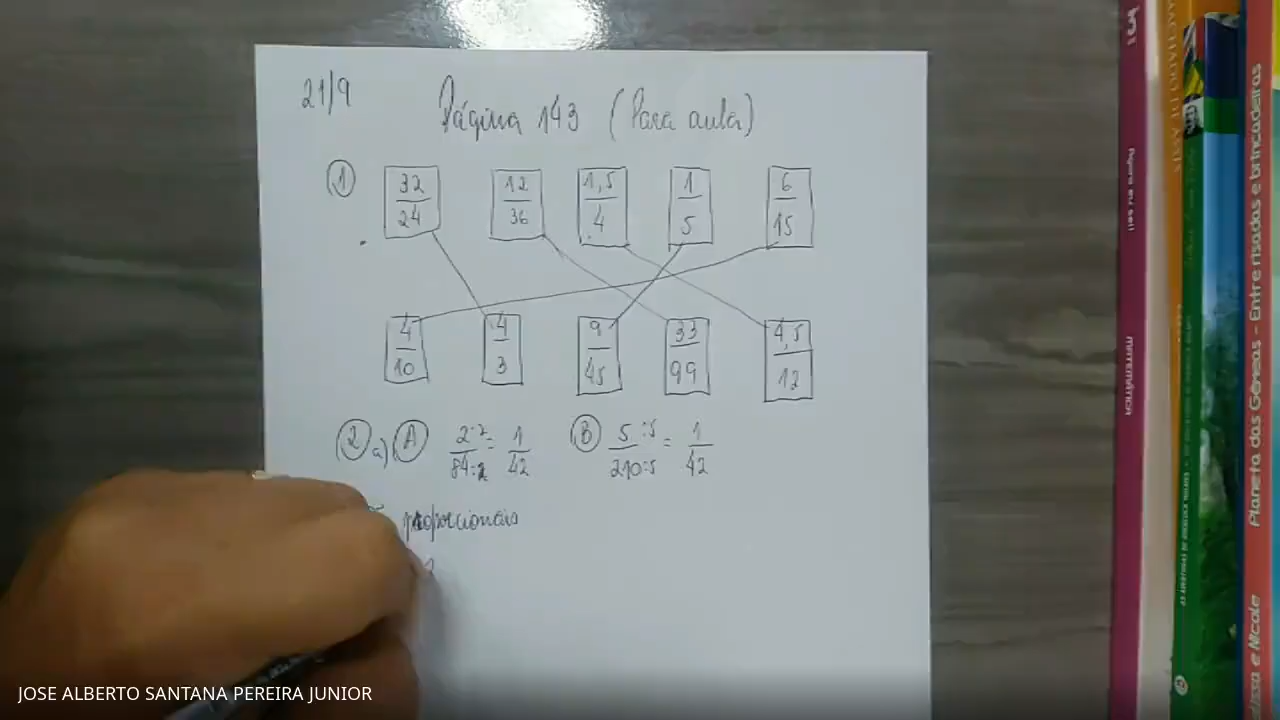 21/9 Página 143 (Para aula)
1 32/24 12/36 1,5/4 1/5 6/15
4/10 4/3 9/45 33/99 4,5/12
2 a) A 2:2/84:2 = 1/42 B 5:5/210:5 = 1/42
proporcionais
JOSE ALBERTO SANTANA PEREIRA JUNIOR
MATEMÁTICA
Planeta das Gêmeas - Entre risadas e brincadeiras
e Nicole